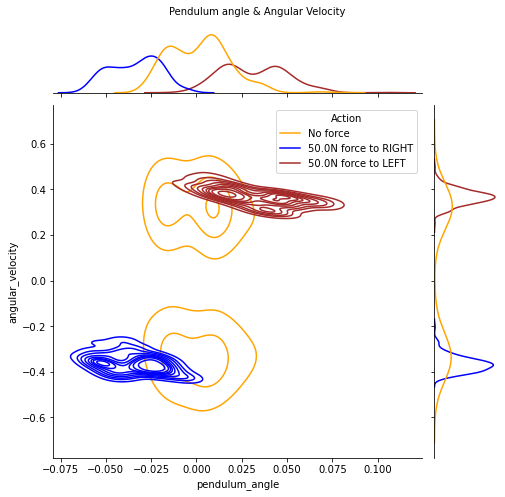 Pendulum angle & Angular Velocity
Action
No force
50.0N force to RIGHT
50.0N force to LEFT
0.6
0.4
0.2
0.0
−0.2
−0.4
−0.6
angular_velocity
−0.075 −0.050 −0.025 0.000 0.025 0.050 0.075 0.100
pendulum_angle